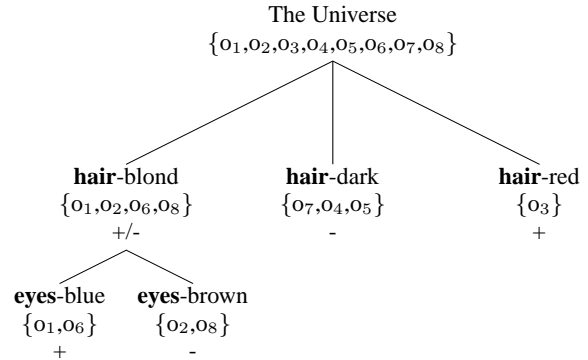 The Universe
{o₁,o₂,o₃,o₄,o₅,o₆,o₇,o₈}
hair-blond hair-dark hair-red
{o₁,o₂,o₆,o₈} {o₇,o₄,o₅} {o₃}
+/- - +
eyes-blue eyes-brown
{o₁,o₆} {o₂,o₈}
+ -